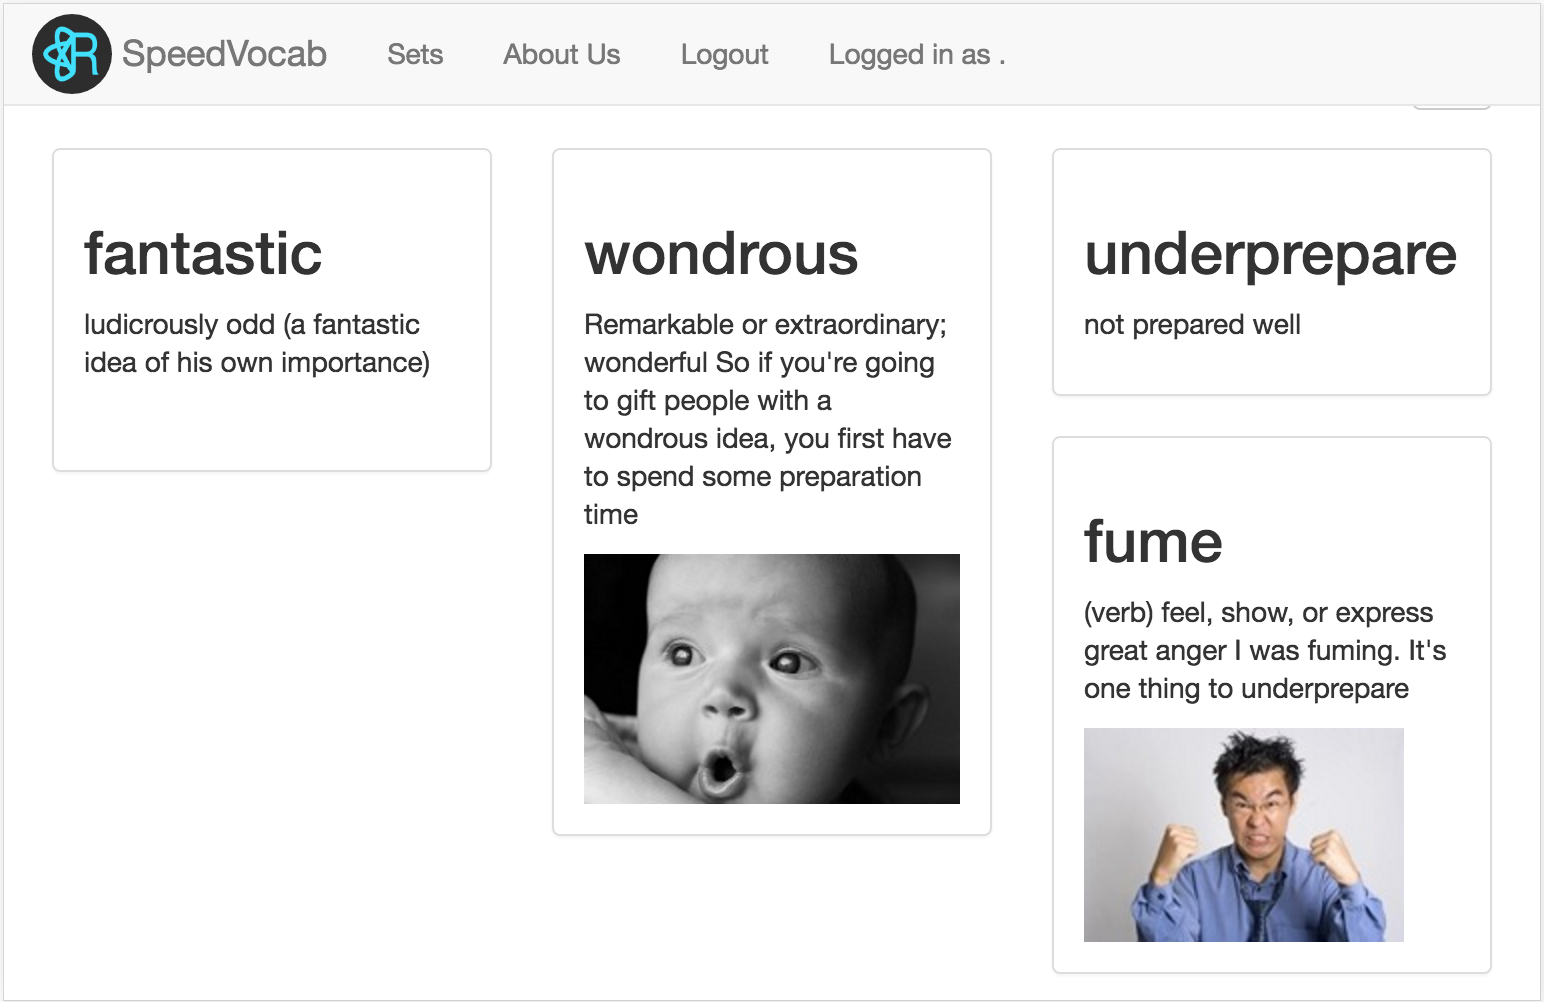 SpeedVocab Sets About Us Logout Logged in as .
fantastic
ludicrously odd (a fantastic
idea of his own importance)
wondrous
Remarkable or extraordinary;
wonderful So if you're going
to gift people with a
wondrous idea, you first have
to spend some preparation
time
underprepare
not prepared well
fume
(verb) feel, show, or express
great anger I was fuming. It's
one thing to underprepare